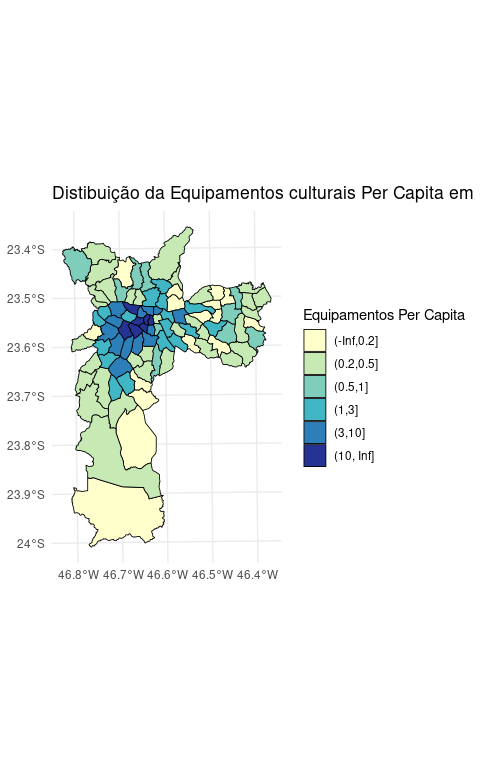 Distibuição da Equipamentos culturais Per Capita em
23.4°S
23.5°S
23.6°S
23.7°S
23.8°S
23.9°S
24°S
46.8°W 46.7°W 46.6°W 46.5°W 46.4°W
Equipamentos Per Capita
(-Inf,0.2]
(0.2,0.5]
(0.5,1]
(1,3]
(3,10]
(10, Inf]